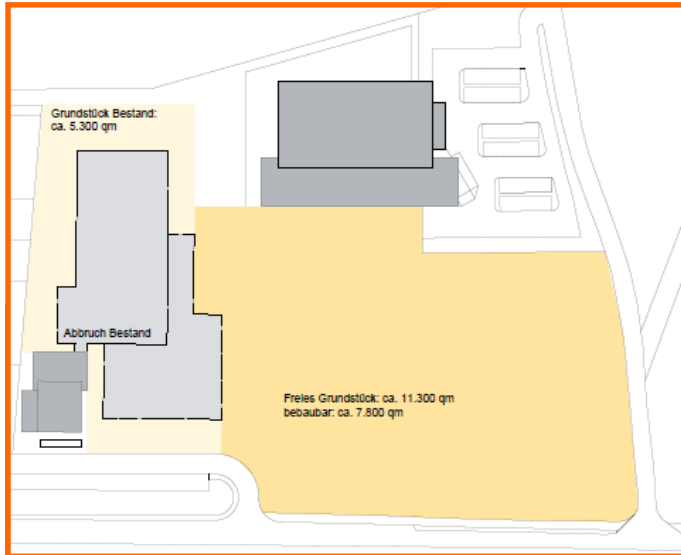 Grundstück Bestand:
ca. 5.300 qm
Abbruch Bestand
Freies Grundstück: ca. 11.300 qm
bebaubar: ca. 7.800 qm